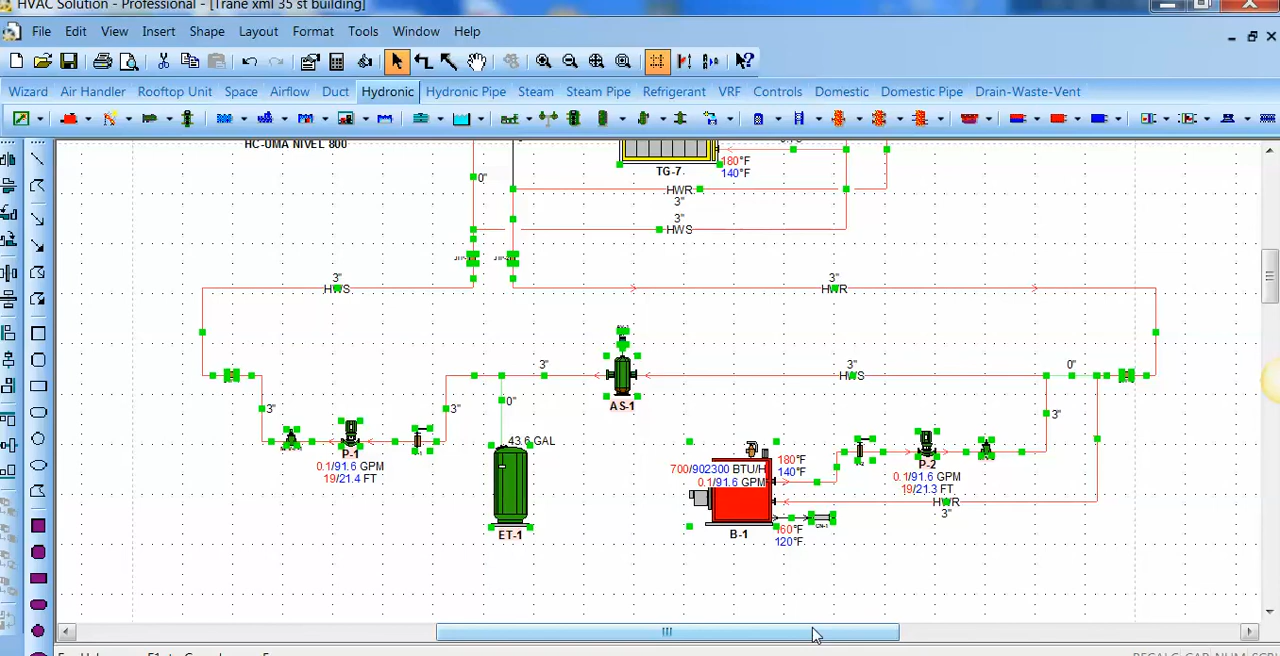 HVAC Solution - Professional - [Trane xml 35 st building]
File Edit View Insert Shape Layout Format Tools Window Help
Wizard Air Handler Rooftop Unit Space Airflow Duct Hydronic Hydronic Pipe Steam Steam Pipe Refrigerant VRF Controls Domestic Domestic Pipe Drain-Waste-Vent
HC-UMA NIVEL 800
TG-7
180°F
140°F
0"
HWR
3"
3"
HWS
3"
HWS
3"
HWR
3"
3"
HWS
0"
AS-1
3"
0"
3"
3"
43.6 GAL
P-1
0.1/91.6 GPM
19/21.4 FT
ET-1
700/902300 BTU/H
0.1/91.6 GPM
180°F
140°F
B-1
60°F
120°F
P-2
0.1/91.6 GPM
19/21.3 FT
HWR
3"